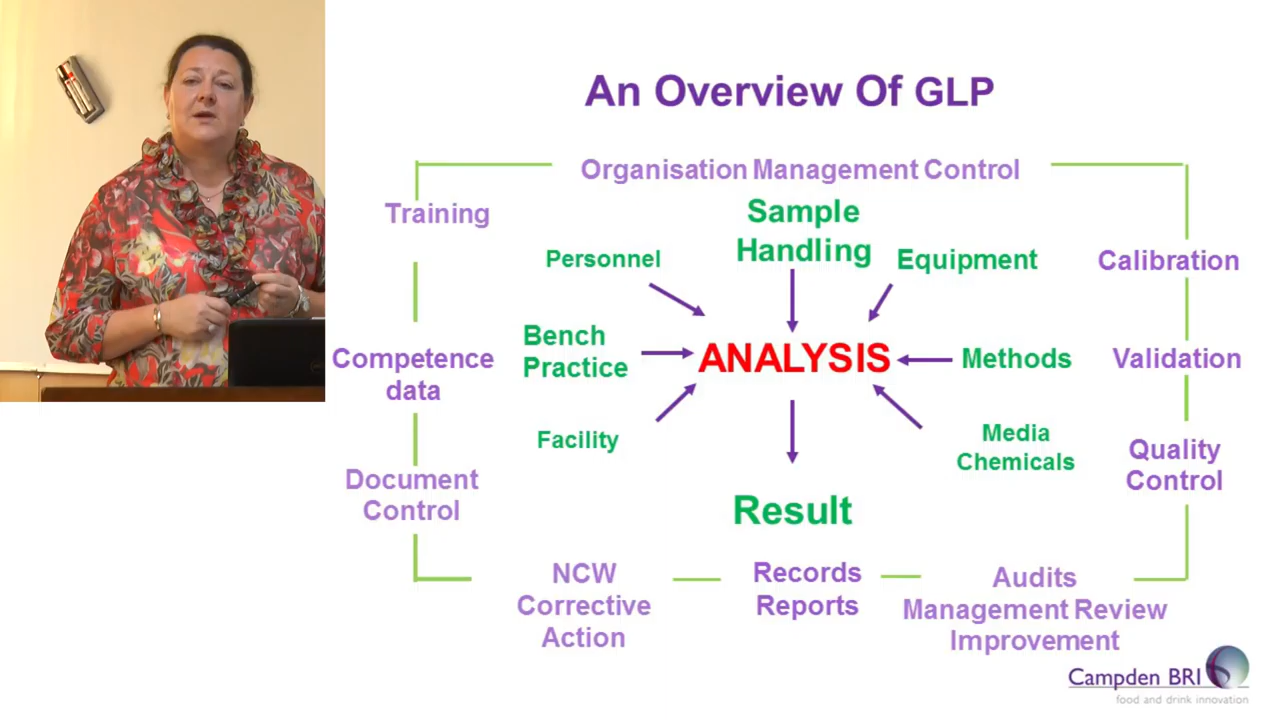 An Overview Of GLP
Organisation Management Control
Training
Sample
Handling
Personnel
Equipment
Calibration
Bench
Practice
ANALYSIS
Methods
Validation
Competence
data
Facility
Media
Chemicals
Quality
Control
Document
Control
Result
NCW
Corrective
Action
Records
Reports
Audits
Management Review
Improvement
Campden BRI
food and drink innovation